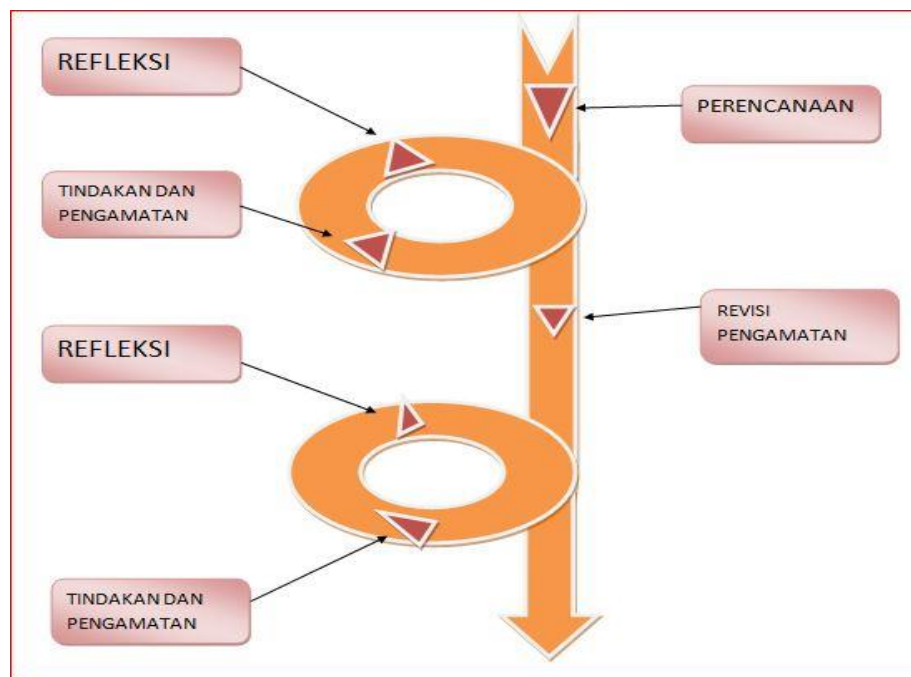 REFLEKSI
PERENCANAAN
TINDAKAN DAN
PENGAMATAN
REVISI
PENGAMATAN
REFLEKSI
TINDAKAN DAN
PENGAMATAN